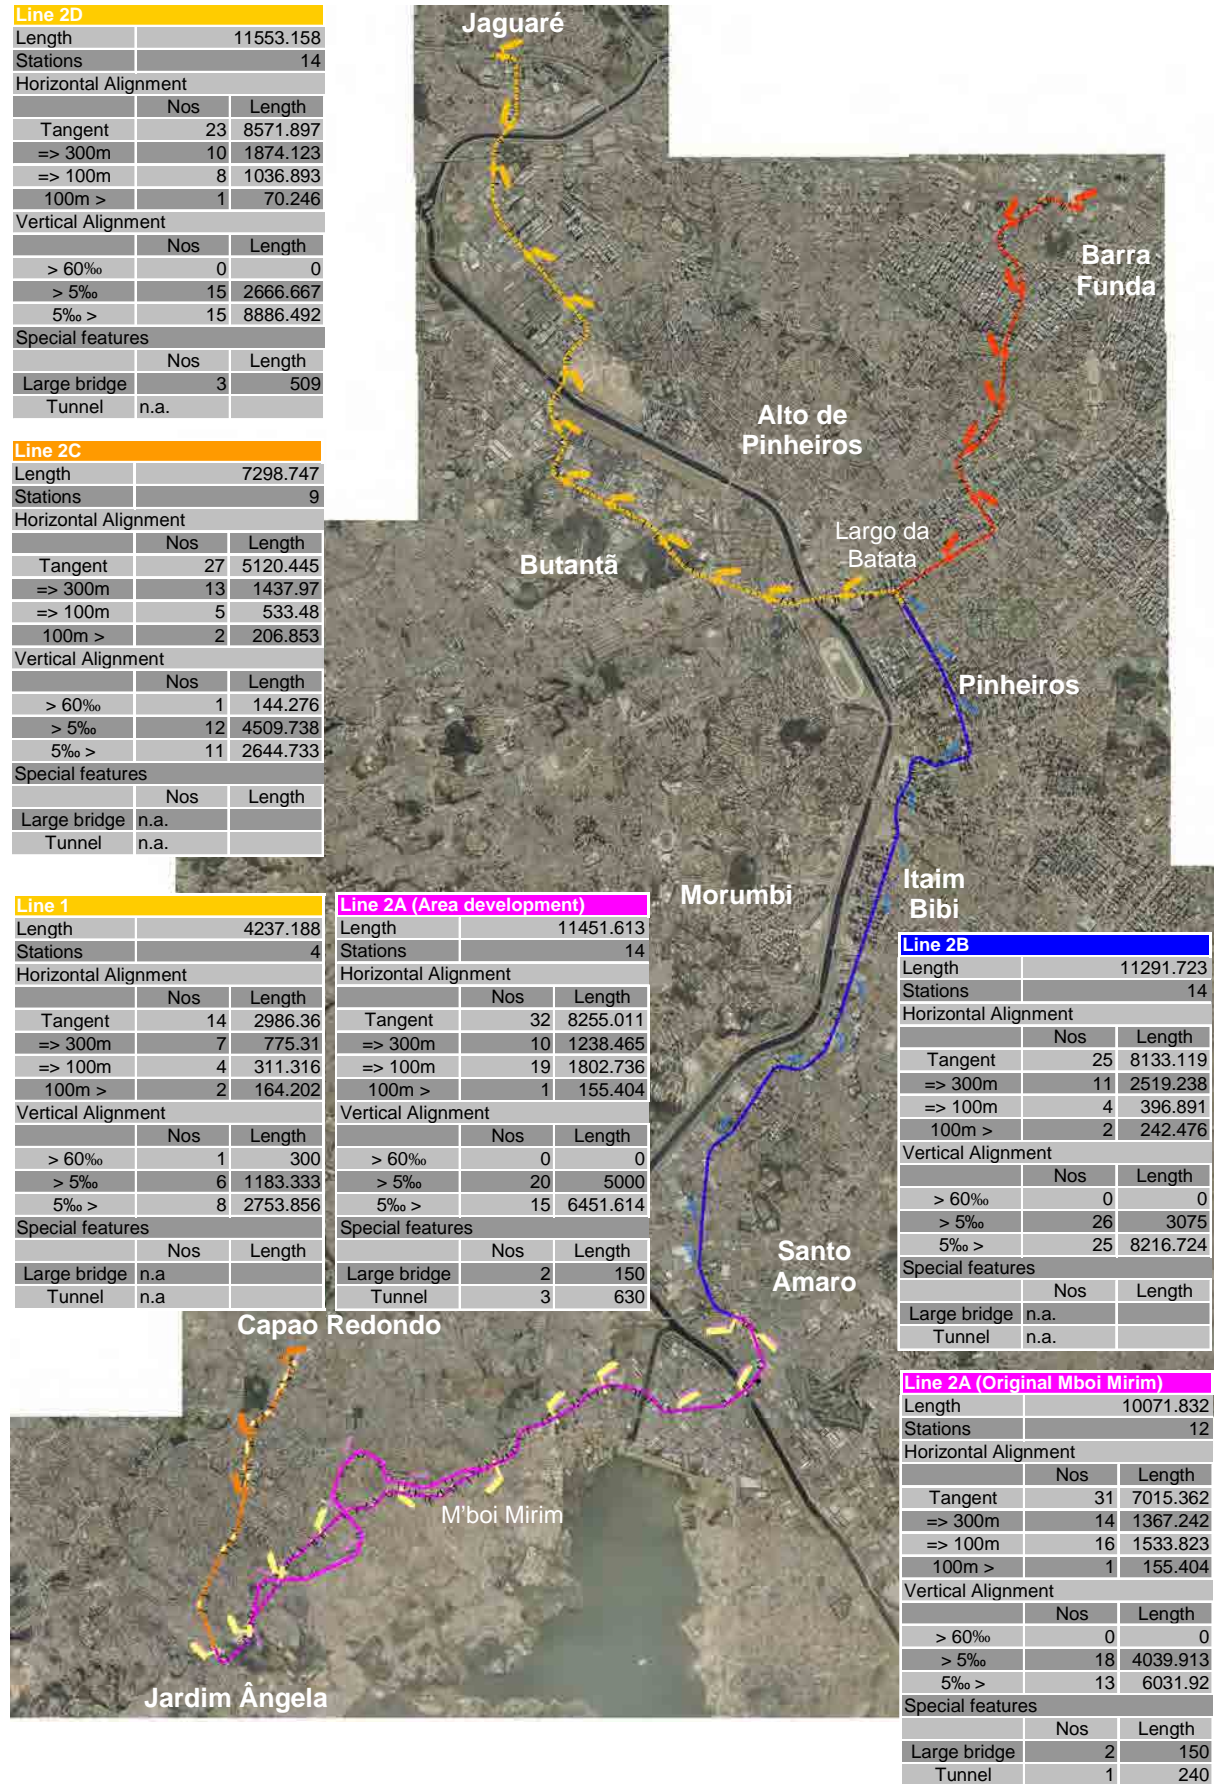 Line 2D
Length 11553.158
Stations 14
Horizontal Alignment
Nos Length
Tangent 23 8571.897
=> 300m 10 1874.123
=> 100m 8 1036.893
100m > 1 70.246
Vertical Alignment
Nos Length
> 60‰ 0 0
> 5‰ 15 2666.667
5‰ > 15 8886.492
Special features
Nos Length
Large bridge 3 509
Tunnel n.a.
Line 2C
Length 7298.747
Stations 9
Horizontal Alignment
Nos Length
Tangent 27 5120.445
=> 300m 13 1437.97
=> 100m 5 533.48
100m > 2 206.853
Vertical Alignment
Nos Length
> 60‰ 1 144.276
> 5‰ 12 4509.738
5‰ > 11 2644.733
Special features
Nos Length
Large bridge n.a.
Tunnel n.a.
Jaguaré
Barra
Funda
Alto de
Pinheiros
Largo da
Batata
Butantã
Pinheiros
Morumbi
Itaim
Bibi
Line 1
Length 4237.188
Stations 4
Horizontal Alignment
Nos Length
Tangent 14 2986.36
=> 300m 7 775.31
=> 100m 4 311.316
100m > 2 164.202
Vertical Alignment
Nos Length
> 60‰ 1 300
> 5‰ 6 1183.333
5‰ > 8 2753.856
Special features
Nos Length
Large bridge n.a
Tunnel n.a
Line 2A (Area development)
Length 11451.613
Stations 14
Horizontal Alignment
Nos Length
Tangent 32 8255.011
=> 300m 10 1238.465
=> 100m 19 1802.736
100m > 1 155.404
Vertical Alignment
Nos Length
> 60‰ 0 0
> 5‰ 20 5000
5‰ > 15 6451.614
Special features
Nos Length
Large bridge 2 150
Tunnel 3 630
Line 2B
Length 11291.723
Stations 14
Horizontal Alignment
Nos Length
Tangent 25 8133.119
=> 300m 11 2519.238
=> 100m 4 396.891
100m > 2 242.476
Vertical Alignment
Nos Length
> 60‰ 0 0
> 5‰ 26 3075
5‰ > 25 8216.724
Special features
Nos Length
Large bridge n.a.
Tunnel n.a.
Santo
Amaro
Capao Redondo
M'boi Mirim
Jardim Ângela
Line 2A (Original Mboi Mirim)
Length 10071.832
Stations 12
Horizontal Alignment
Nos Length
Tangent 31 7015.362
=> 300m 14 1367.242
=> 100m 16 1533.823
100m > 1 155.404
Vertical Alignment
Nos Length
> 60‰ 0 0
> 5‰ 18 4039.913
5‰ > 13 6031.92
Special features
Nos Length
Large bridge 2 150
Tunnel 1 240